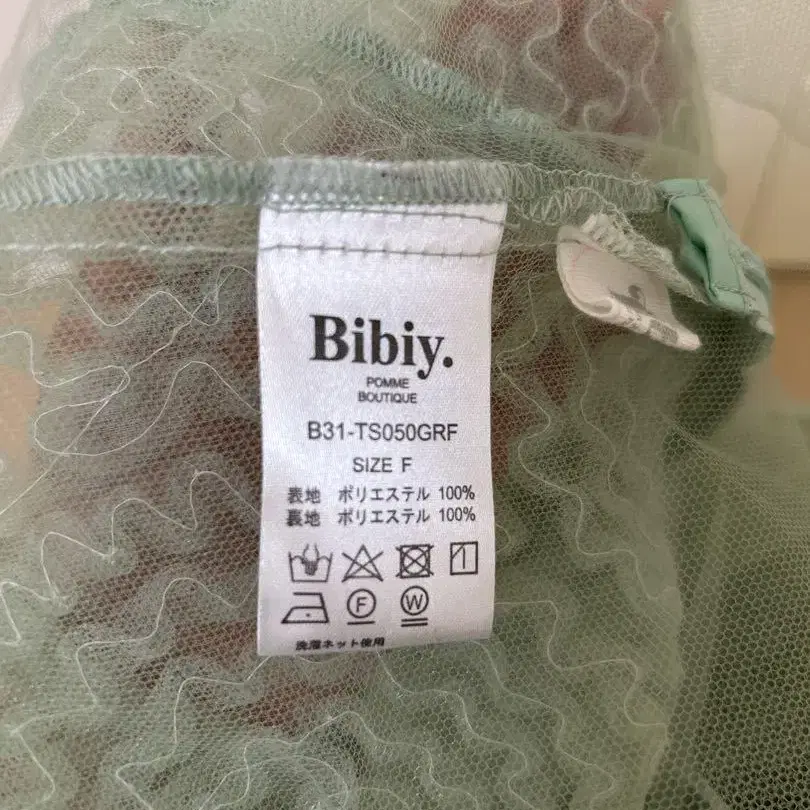 Bibiy.
POMME
BOUTIQUE
B31-TS050GRF
SIZE F
表地 ポリエステル 100%
裏地 ポリエステル 100%
F W
洗濯ネット使用